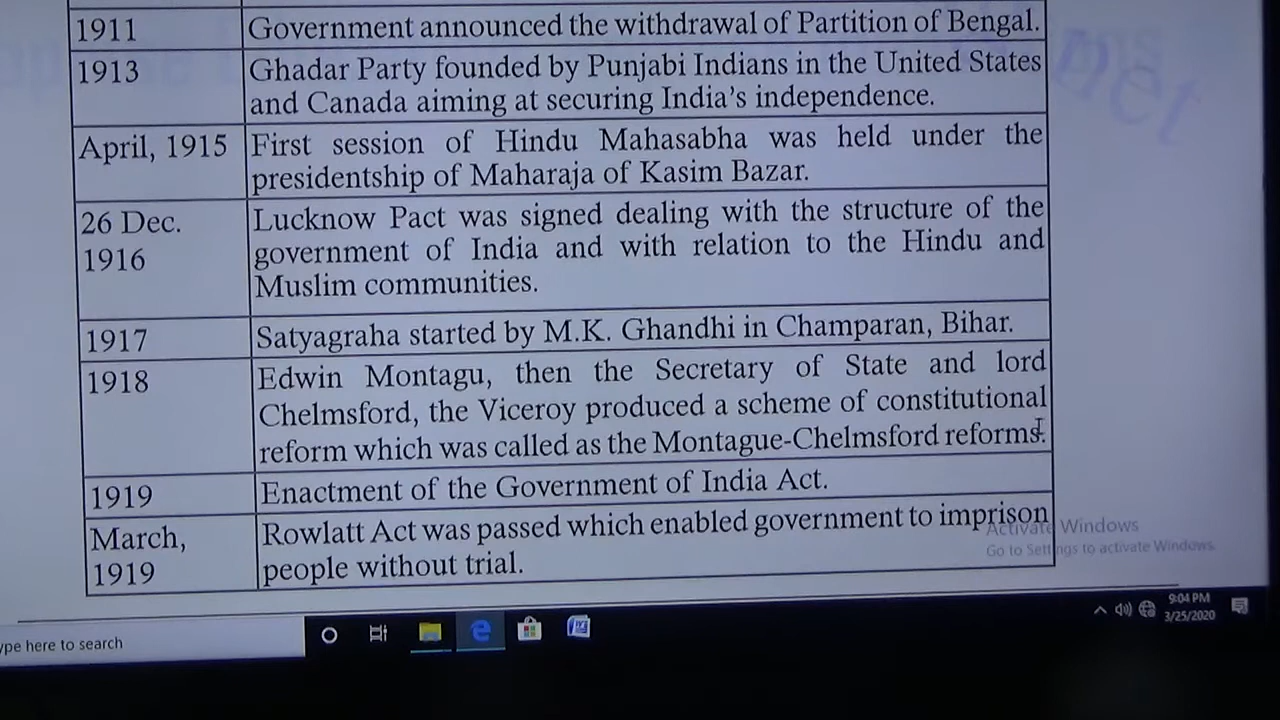 1911 Government announced the withdrawal of Partition of Bengal.
1913 Ghadar Party founded by Punjabi Indians in the United States
and Canada aiming at securing India's independence.
April, 1915 First session of Hindu Mahasabha was held under the
presidentship of Maharaja of Kasim Bazar.
26 Dec. Lucknow Pact was signed dealing with the structure of the
1916 government of India and with relation to the Hindu and
Muslim communities.
1917 Satyagraha started by M.K. Ghandhi in Champaran, Bihar.
1918 Edwin Montagu, then the Secretary of State and lord
Chelmsford, the Viceroy produced a scheme of constitutional
reform which was called as the Montague-Chelmsford reforms.
1919 Enactment of the Government of India Act.
March, Rowlatt Act was passed which enabled government to imprison
1919 people without trial.
Activate Windows
Go to Settings to activate Windows.
ype here to search
9:04 PM
3/25/2020